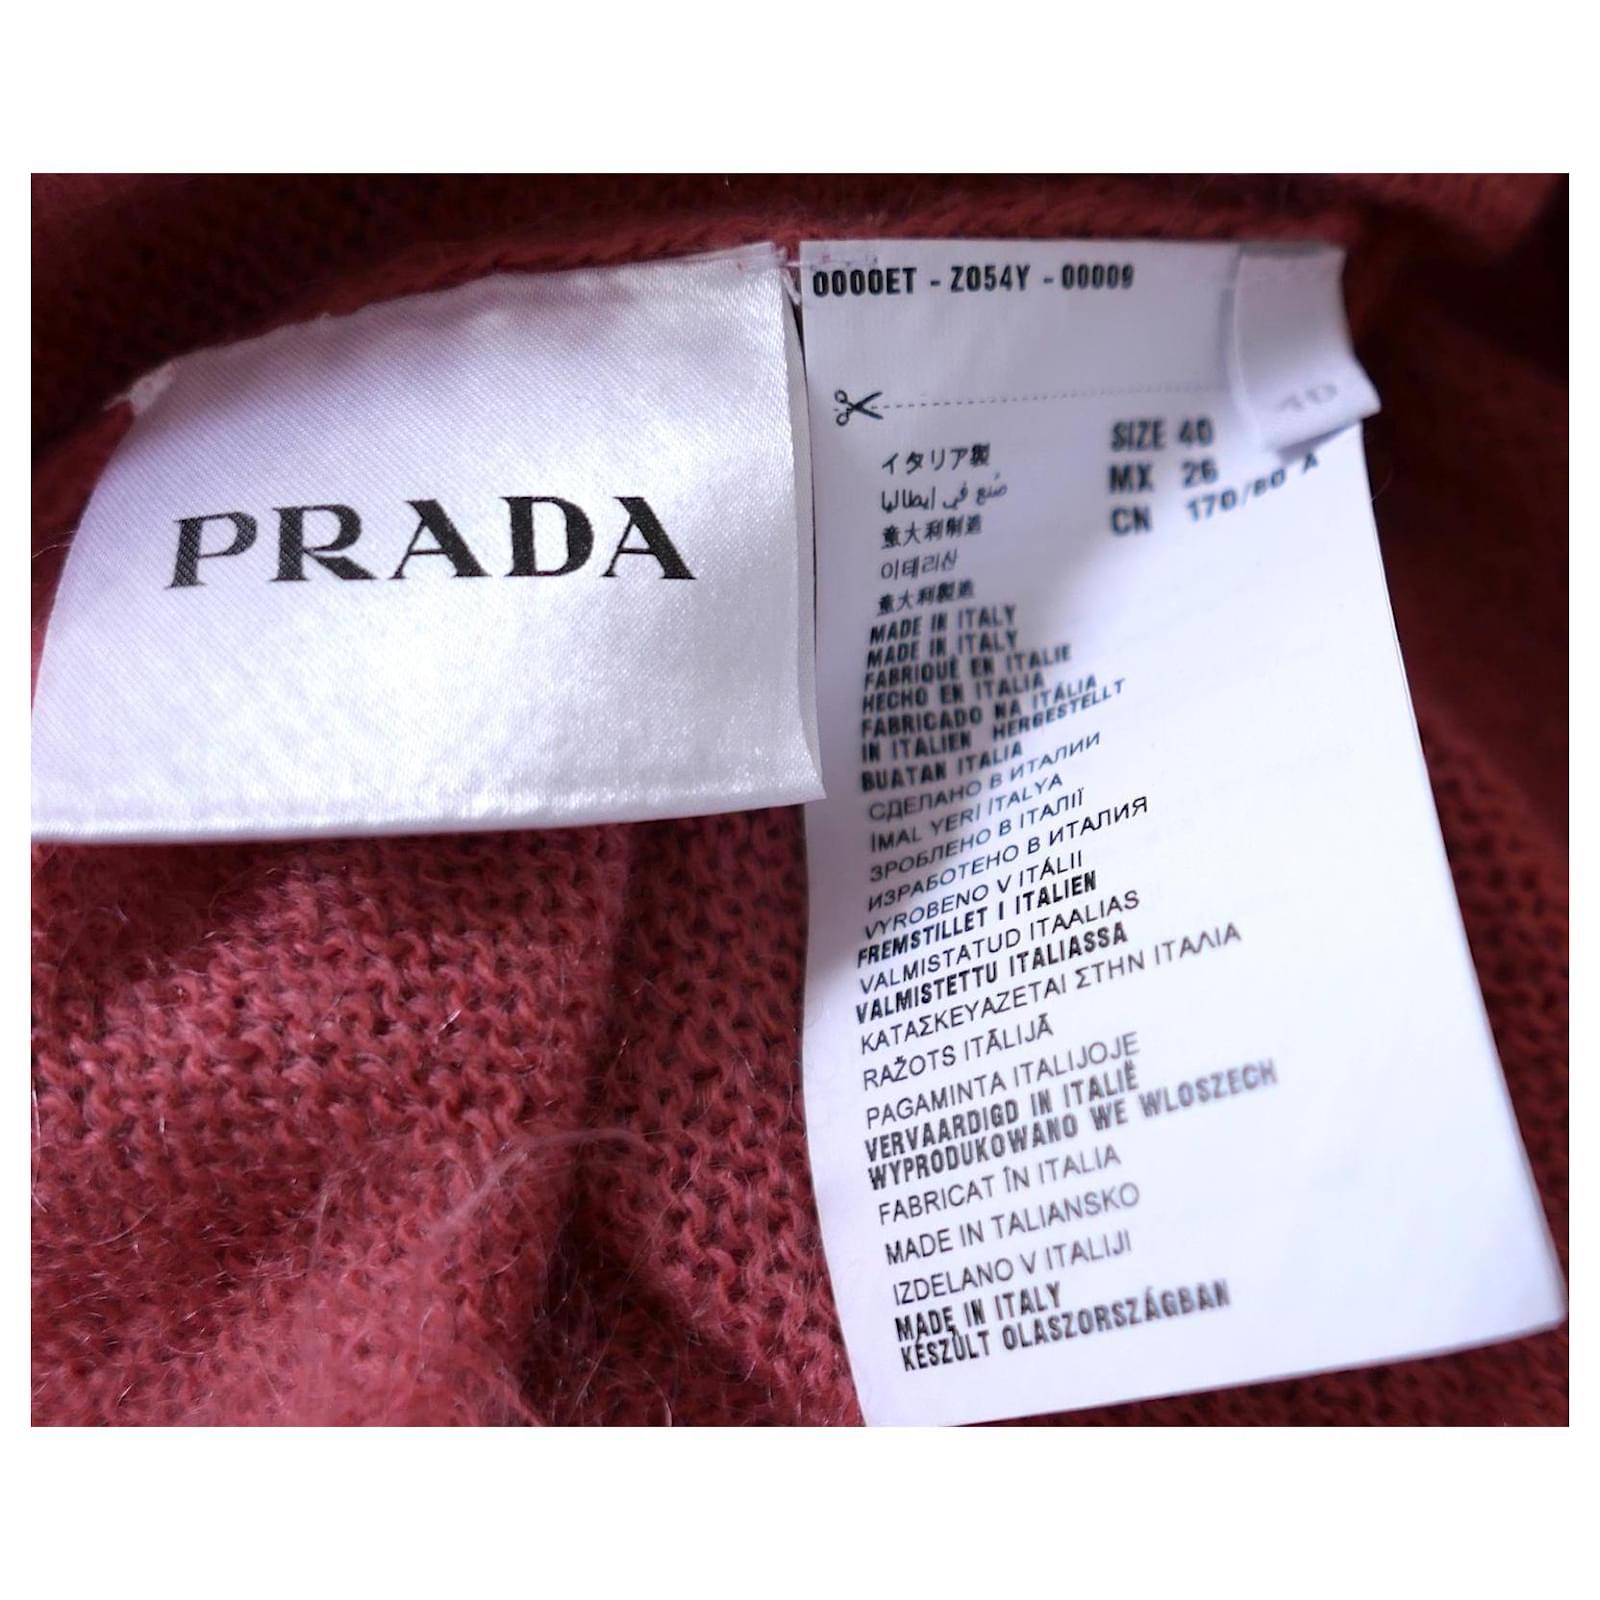 PRADA
0000ET - Z054Y - 00009
40
SIZE 40
MX 26
CN 170/80 A
イタリア製
صُنع في إيطاليا
意大利制造
이태리산
意大利製造
MADE IN ITALY
MADE IN ITALY
FABRIQUÉ EN ITALIE
HECHO EN ITALIA
FABRICADO NA ITÁLIA
IN ITALIEN HERGESTELLT
BUATAN ITALIA
СДЕЛАНО В ИТАЛИИ
İMAL YERİ İTALYA
ЗРОБЛЕНО В ІТАЛІЇ
ИЗРАБОТЕНО В ИТАЛИЯ
VYROBENO V ITÁLII
FREMSTILLET I ITALIEN
VALMISTATUD ITAALIAS
VALMISTETTU ITALIASSA
ΚΑΤΑΣΚΕΥΑΖΕΤΑΙ ΣΤΗΝ ΙΤΑΛΙΑ
RAŽOTS ITĀLIJĀ
PAGAMINTA ITALIJOJE
VERVAARDIGD IN ITALIË
WYPRODUKOWANO WE WLOSZECH
FABRICAT ÎN ITALIA
MADE IN TALIANSKO
IZDELANO V ITALIJI
MADE IN ITALY
KÉSZÜLT OLASZORSZÁGBAN